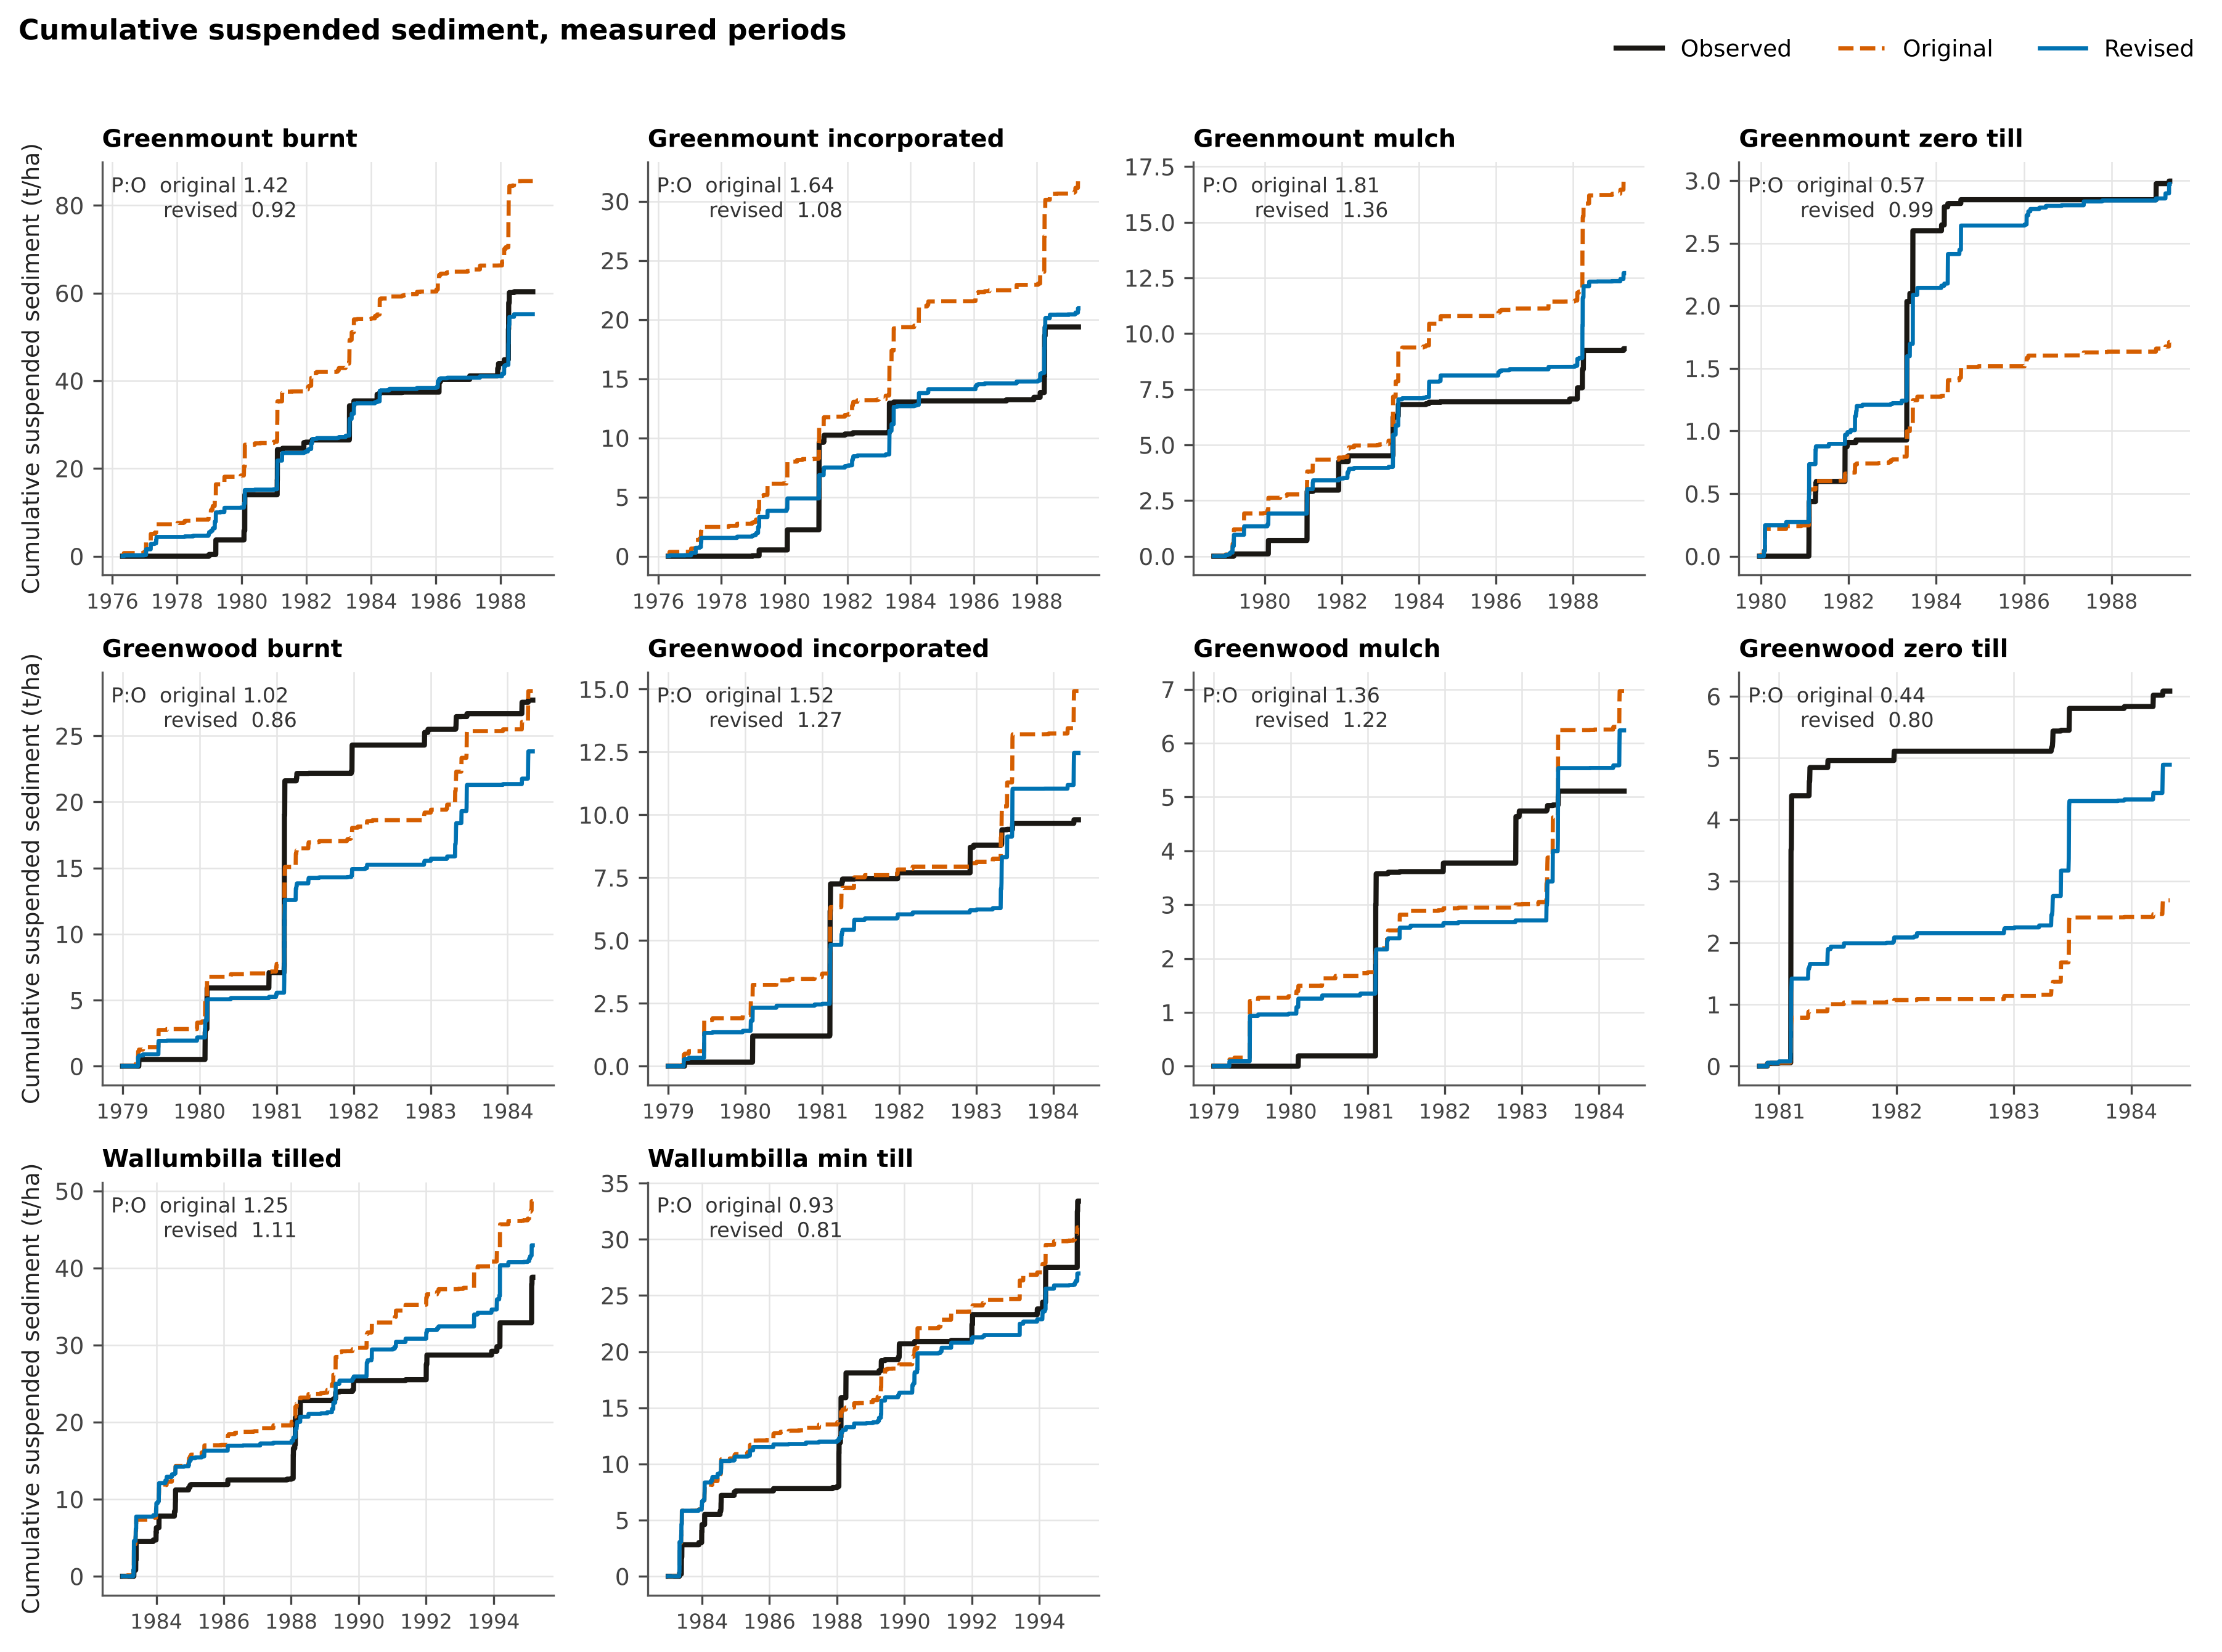 Cumulative suspended sediment, measured periods
Observed Original Revised
Greenmount burnt
Cumulative suspended sediment (t/ha)
P:O original 1.42
revised 0.92
80
60
40
20
0
1976 1978 1980 1982 1984 1986 1988
Greenmount incorporated
P:O original 1.64
revised 1.08
30
25
20
15
10
5
0
1976 1978 1980 1982 1984 1986 1988
Greenmount mulch
P:O original 1.81
revised 1.36
17.5
15.0
12.5
10.0
7.5
5.0
2.5
0.0
1980 1982 1984 1986 1988
Greenmount zero till
P:O original 0.57
revised 0.99
3.0
2.5
2.0
1.5
1.0
0.5
0.0
1980 1982 1984 1986 1988
Greenwood burnt
Cumulative suspended sediment (t/ha)
P:O original 1.02
revised 0.86
25
20
15
10
5
0
1979 1980 1981 1982 1983 1984
Greenwood incorporated
P:O original 1.52
revised 1.27
15.0
12.5
10.0
7.5
5.0
2.5
0.0
1979 1980 1981 1982 1983 1984
Greenwood mulch
P:O original 1.36
revised 1.22
7
6
5
4
3
2
1
0
1979 1980 1981 1982 1983 1984
Greenwood zero till
P:O original 0.44
revised 0.80
6
5
4
3
2
1
0
1981 1982 1983 1984
Wallumbilla tilled
Cumulative suspended sediment (t/ha)
P:O original 1.25
revised 1.11
50
40
30
20
10
0
1984 1986 1988 1990 1992 1994
Wallumbilla min till
P:O original 0.93
revised 0.81
35
30
25
20
15
10
5
0
1984 1986 1988 1990 1992 1994